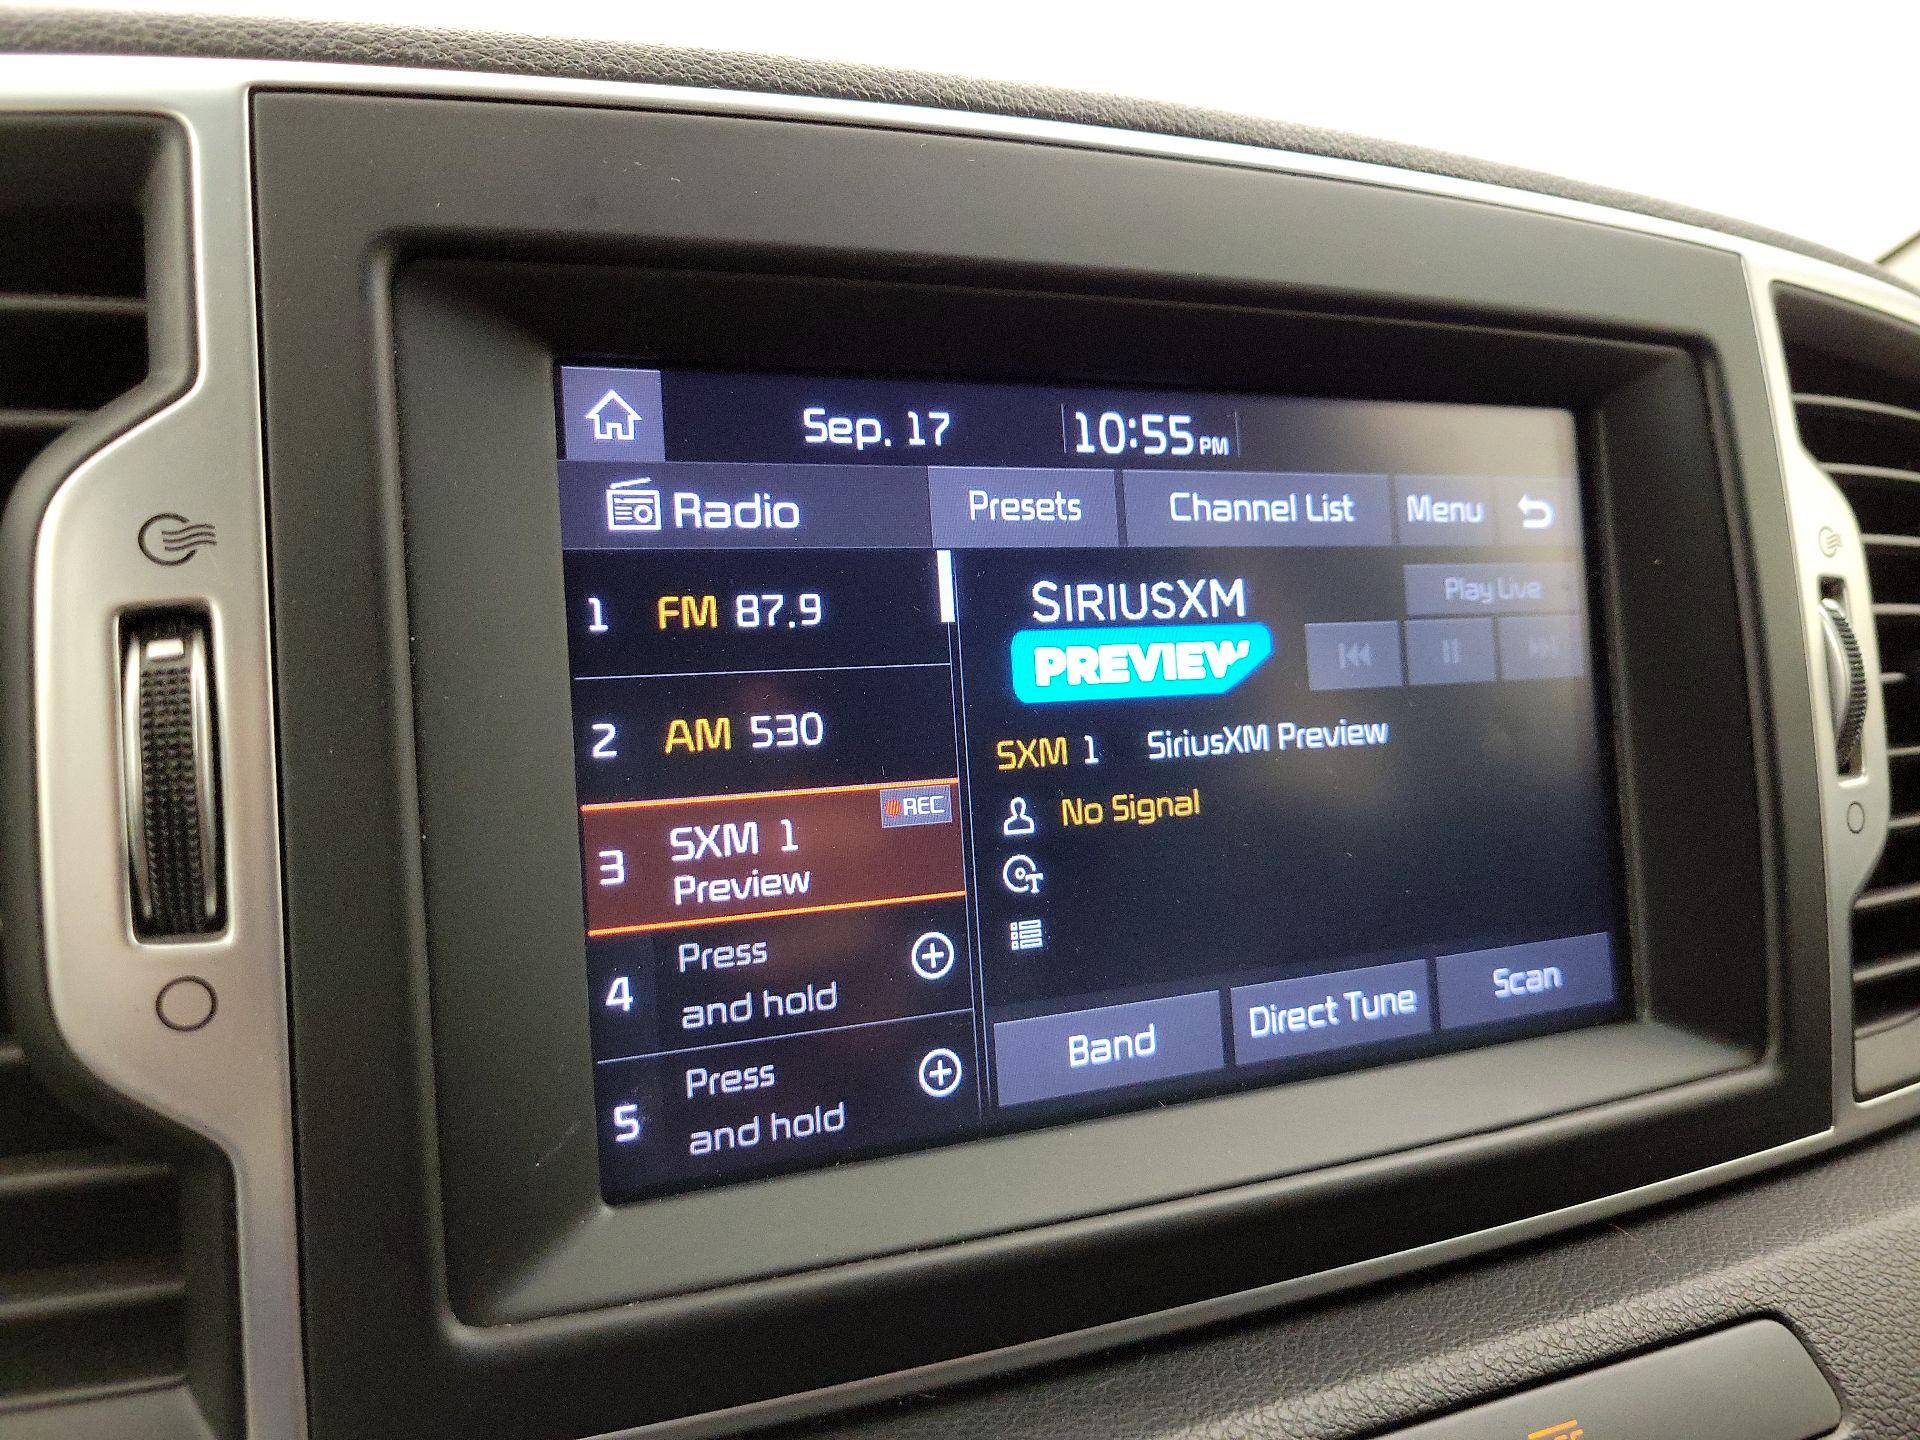 Sep. 17
10:55 PM
Radio
Presets
Channel List
Menu
1 FM 87.9
2 AM 530
3 SXM 1
Preview
REC
4 Press
and hold
5 Press
and hold
SIRIUSXM
PREVIEW
Play Live
SXM 1 SiriusXM Preview
No Signal
T
Band
Direct Tune
Scan